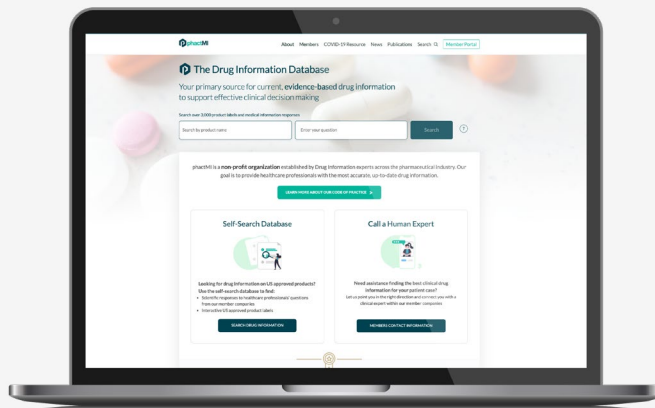 phactMI
About Members COVID-19 Resource News Publications Search Member Portal
The Drug Information Database
Your primary source for current, evidence-based drug information
to support effective clinical decision making
Search over 3,000 product labels and medical information responses
Search by product name
Enter your question
Search
?
phactMI is a non-profit organization established by Drug Information experts across the pharmaceutical industry. Our
goal is to provide healthcare professionals with the most accurate, up-to-date drug information.
LEARN MORE ABOUT OUR CODE OF PRACTICE >
Self-Search Database
Looking for drug information on US approved products?
Use the self-search database to find:
• Scientific responses to healthcare professionals' questions
from our member companies
• Interactive US approved product labels
SEARCH DRUG INFORMATION
Call a Human Expert
Need assistance finding the best clinical drug
information for your patient case?
Let us point you in the right direction and connect you with a
clinical expert within our member companies
MEMBERS CONTACT INFORMATION